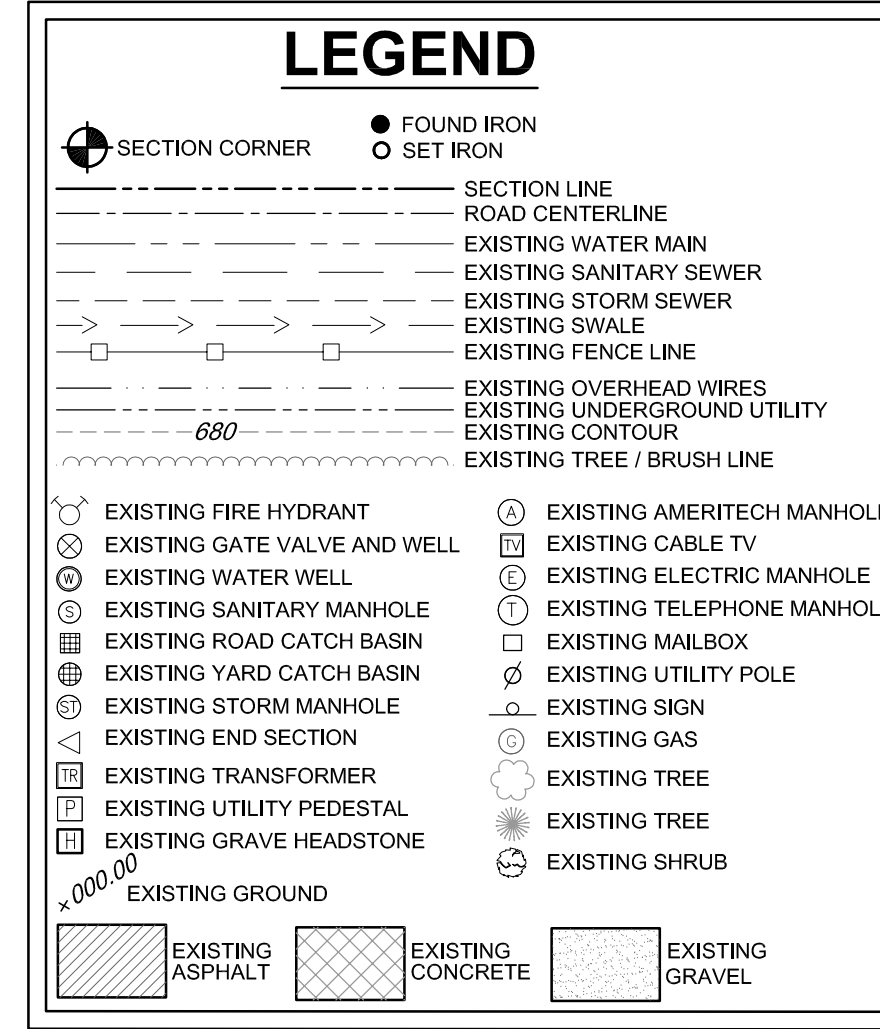 LEGEND
SECTION CORNER
FOUND IRON
SET IRON
SECTION LINE
ROAD CENTERLINE
EXISTING WATER MAIN
EXISTING SANITARY SEWER
EXISTING STORM SEWER
EXISTING SWALE
EXISTING FENCE LINE
EXISTING OVERHEAD WIRES
EXISTING UNDERGROUND UTILITY
680 EXISTING CONTOUR
EXISTING TREE / BRUSH LINE
EXISTING FIRE HYDRANT
EXISTING GATE VALVE AND WELL
W EXISTING WATER WELL
S EXISTING SANITARY MANHOLE
EXISTING ROAD CATCH BASIN
EXISTING YARD CATCH BASIN
ST EXISTING STORM MANHOLE
EXISTING END SECTION
TR EXISTING TRANSFORMER
P EXISTING UTILITY PEDESTAL
H EXISTING GRAVE HEADSTONE
x000.00 EXISTING GROUND
A EXISTING AMERITECH MANHOLE
TV EXISTING CABLE TV
E EXISTING ELECTRIC MANHOLE
T EXISTING TELEPHONE MANHOL
EXISTING MAILBOX
EXISTING UTILITY POLE
EXISTING SIGN
G EXISTING GAS
EXISTING TREE
EXISTING TREE
EXISTING SHRUB
EXISTING
ASPHALT
EXISTING
CONCRETE
EXISTING
GRAVEL